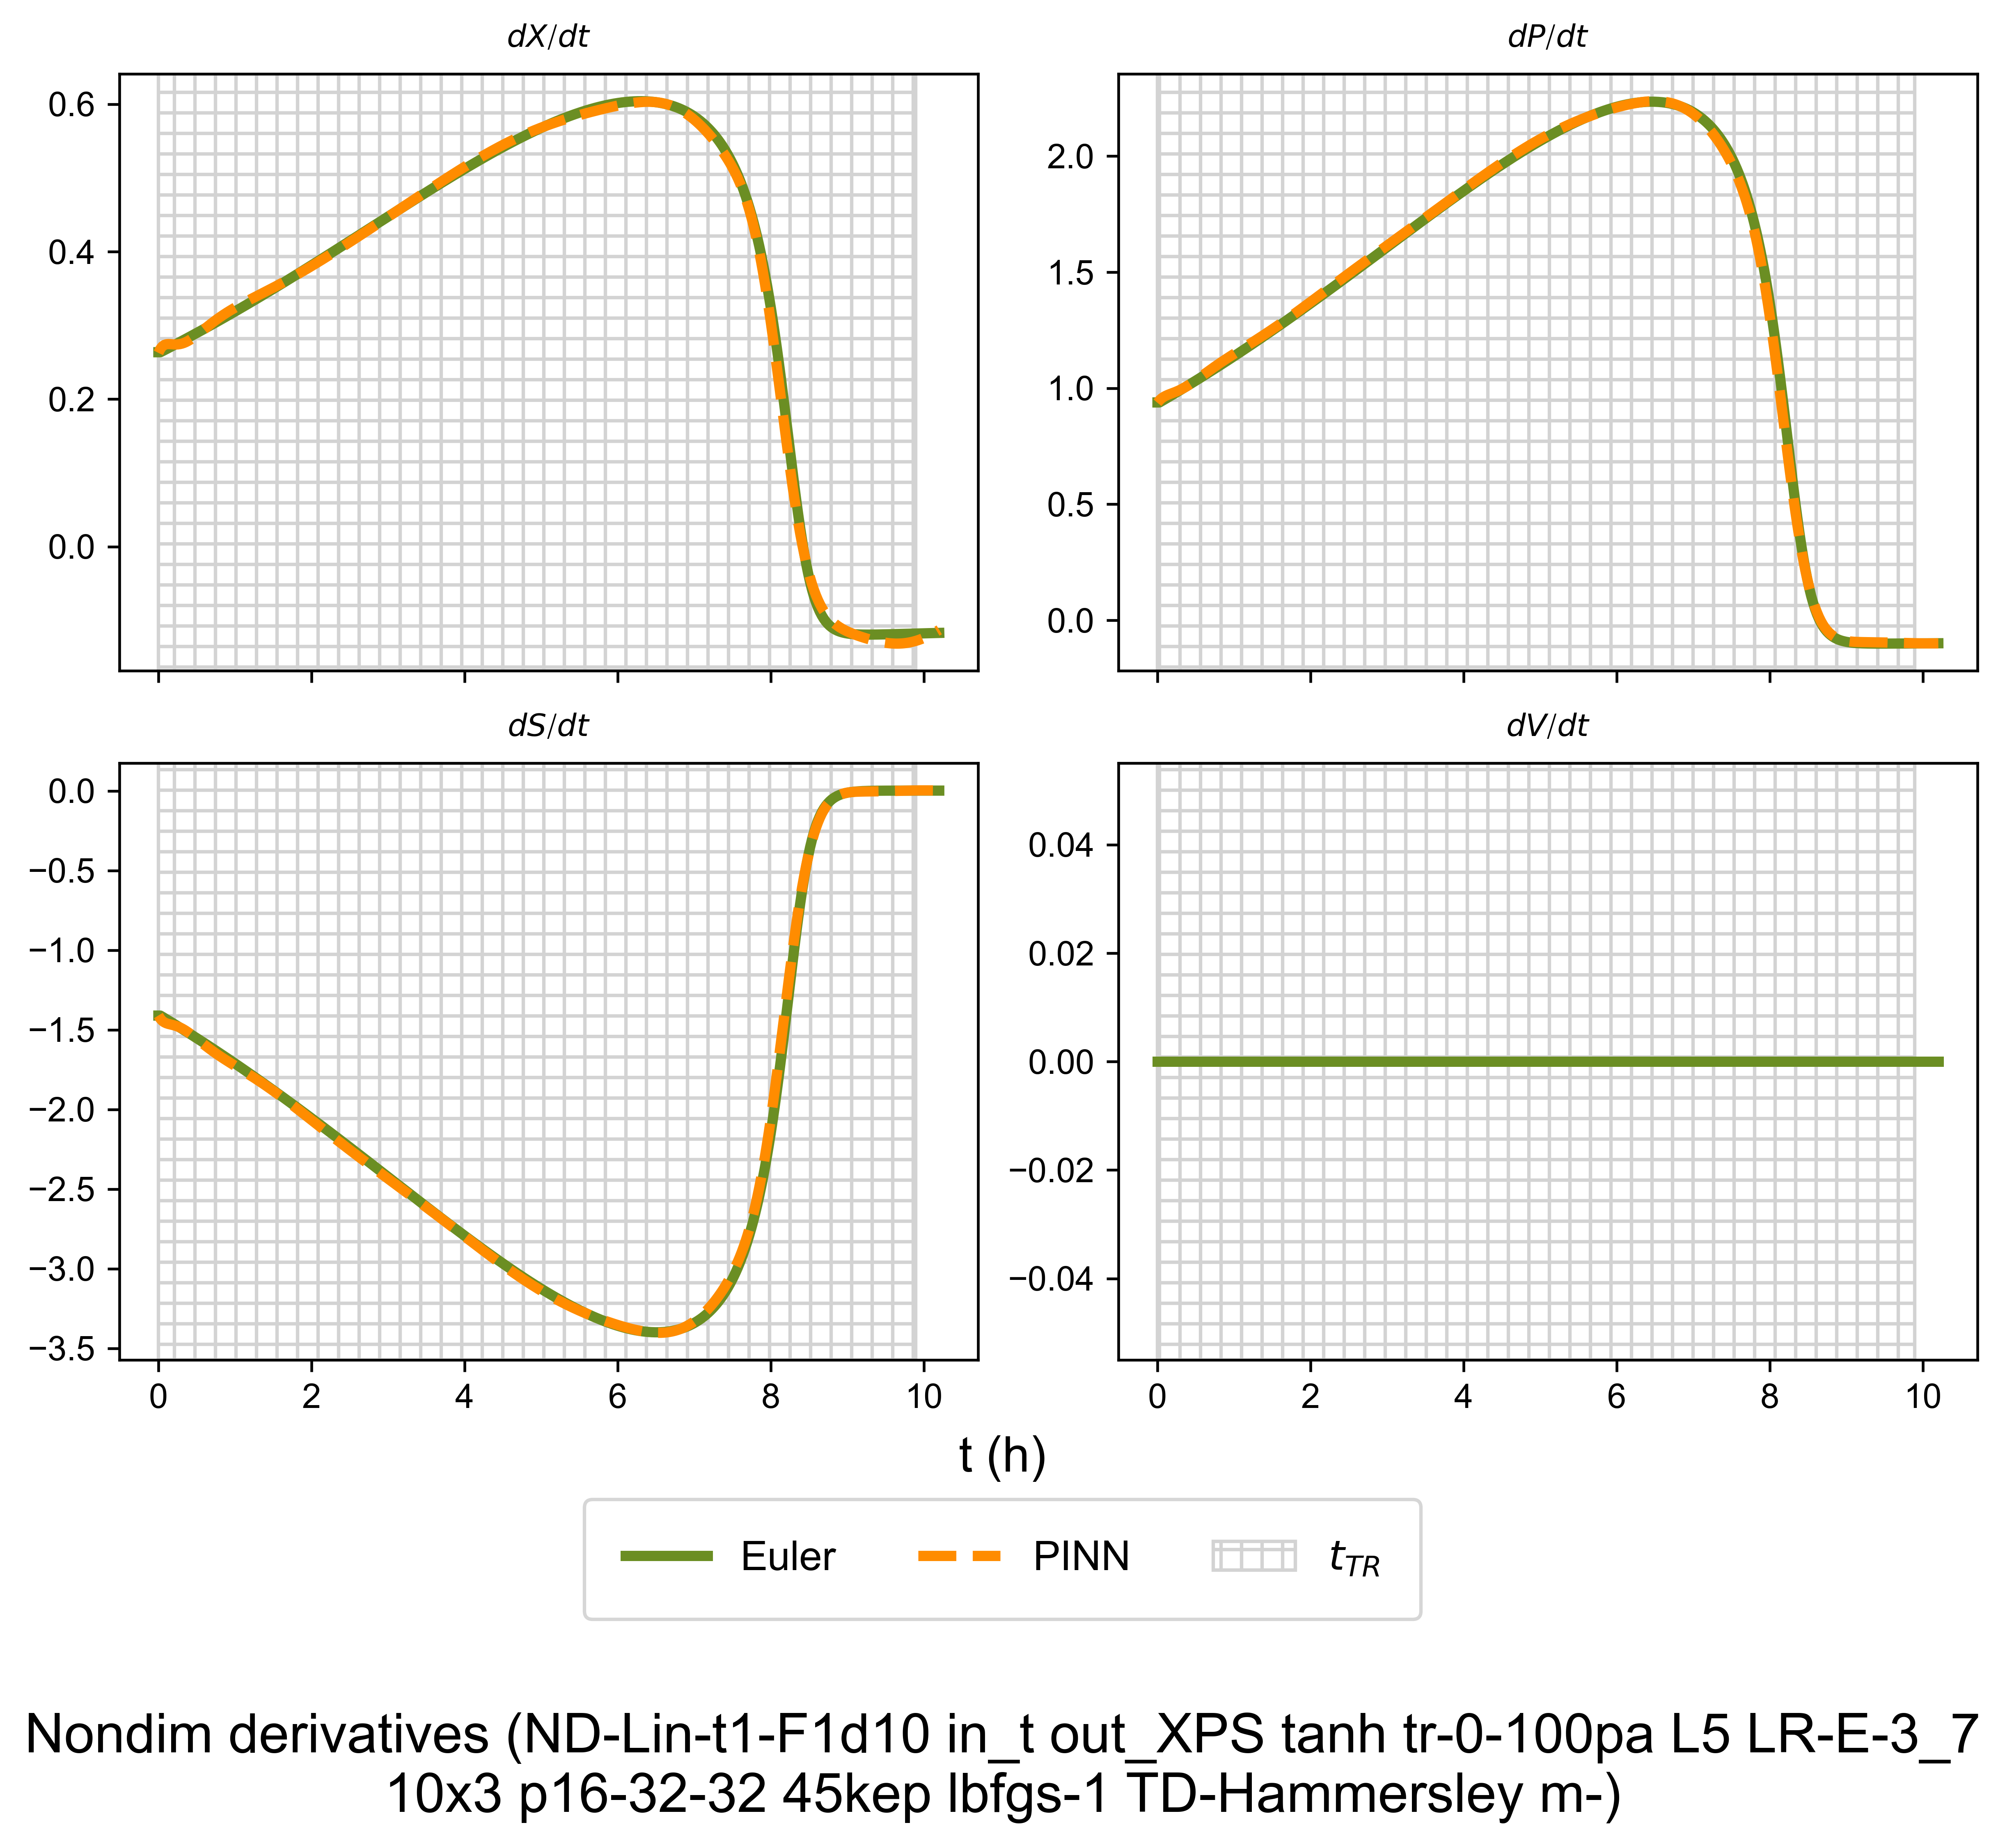 dX/dt
dP/dt
0.6
0.4
0.2
0.0
2.0
1.5
1.0
0.5
0.0
dS/dt
dV/dt
0.0
−0.5
−1.0
−1.5
−2.0
−2.5
−3.0
−3.5
0.04
0.02
0.00
−0.02
−0.04
0 2 4 6 8 10
0 2 4 6 8 10
t (h)
Euler PINN t_TR
Nondim derivatives (ND-Lin-t1-F1d10 in_t out_XPS tanh tr-0-100pa L5 LR-E-3_7
10x3 p16-32-32 45kep lbfgs-1 TD-Hammersley m-)